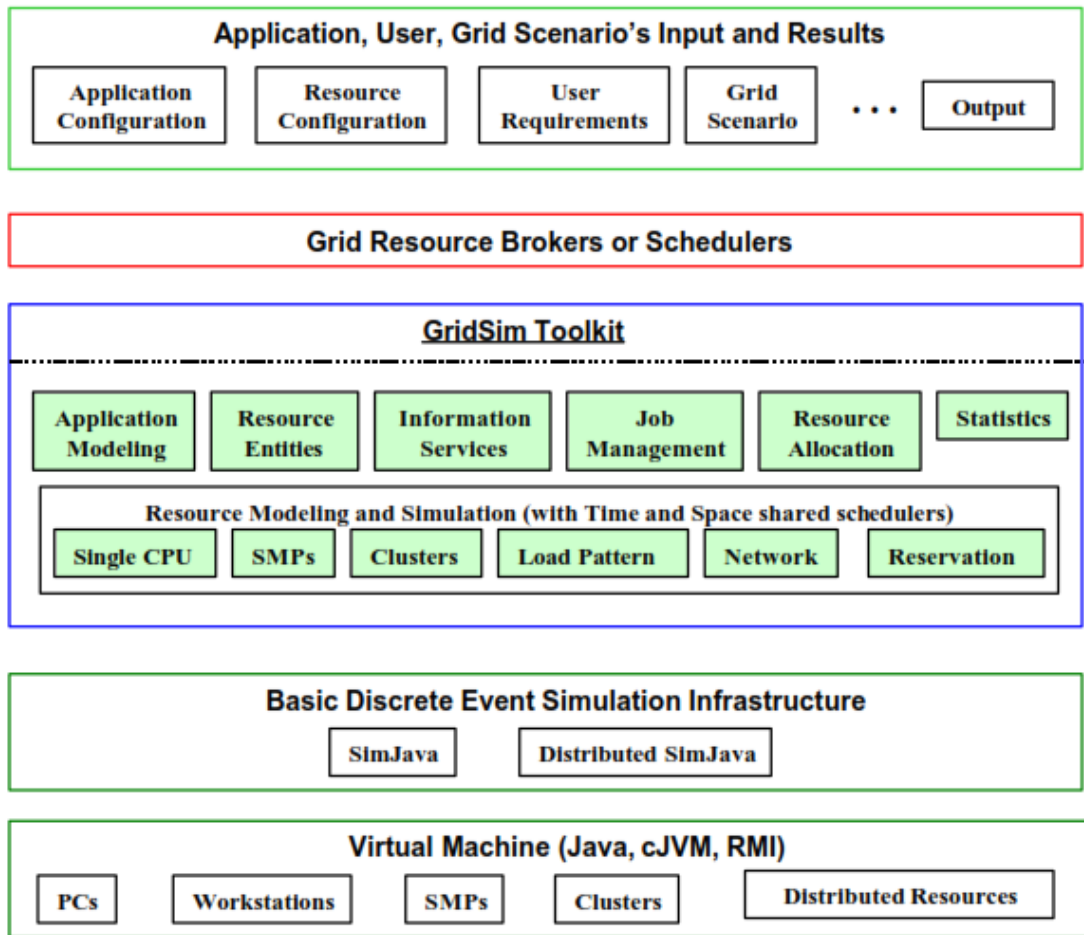 Application, User, Grid Scenario's Input and Results
Application Configuration
Resource Configuration
User Requirements
Grid Scenario
...
Output
Grid Resource Brokers or Schedulers
GridSim Toolkit
Application Modeling
Resource Entities
Information Services
Job Management
Resource Allocation
Statistics
Resource Modeling and Simulation (with Time and Space shared schedulers)
Single CPU
SMPs
Clusters
Load Pattern
Network
Reservation
Basic Discrete Event Simulation Infrastructure
SimJava
Distributed SimJava
Virtual Machine (Java, cJVM, RMI)
PCs
Workstations
SMPs
Clusters
Distributed Resources